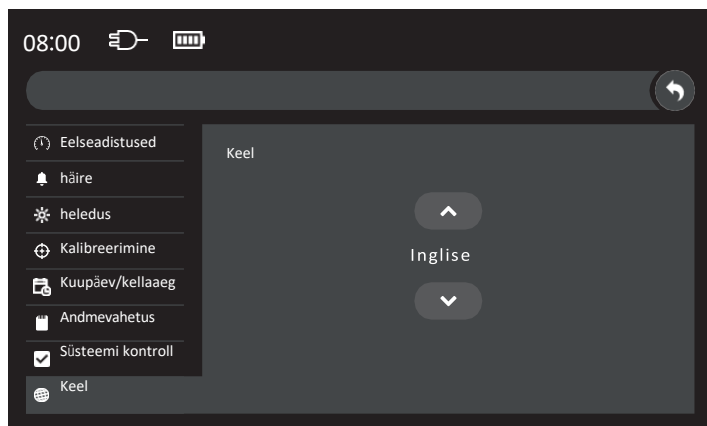 08:00
Eelseadistused
häire
heledus
Kalibreerimine
Kuupäev/kellaaeg
Andmevahetus
Süsteemi kontroll
Keel
Keel
Inglise